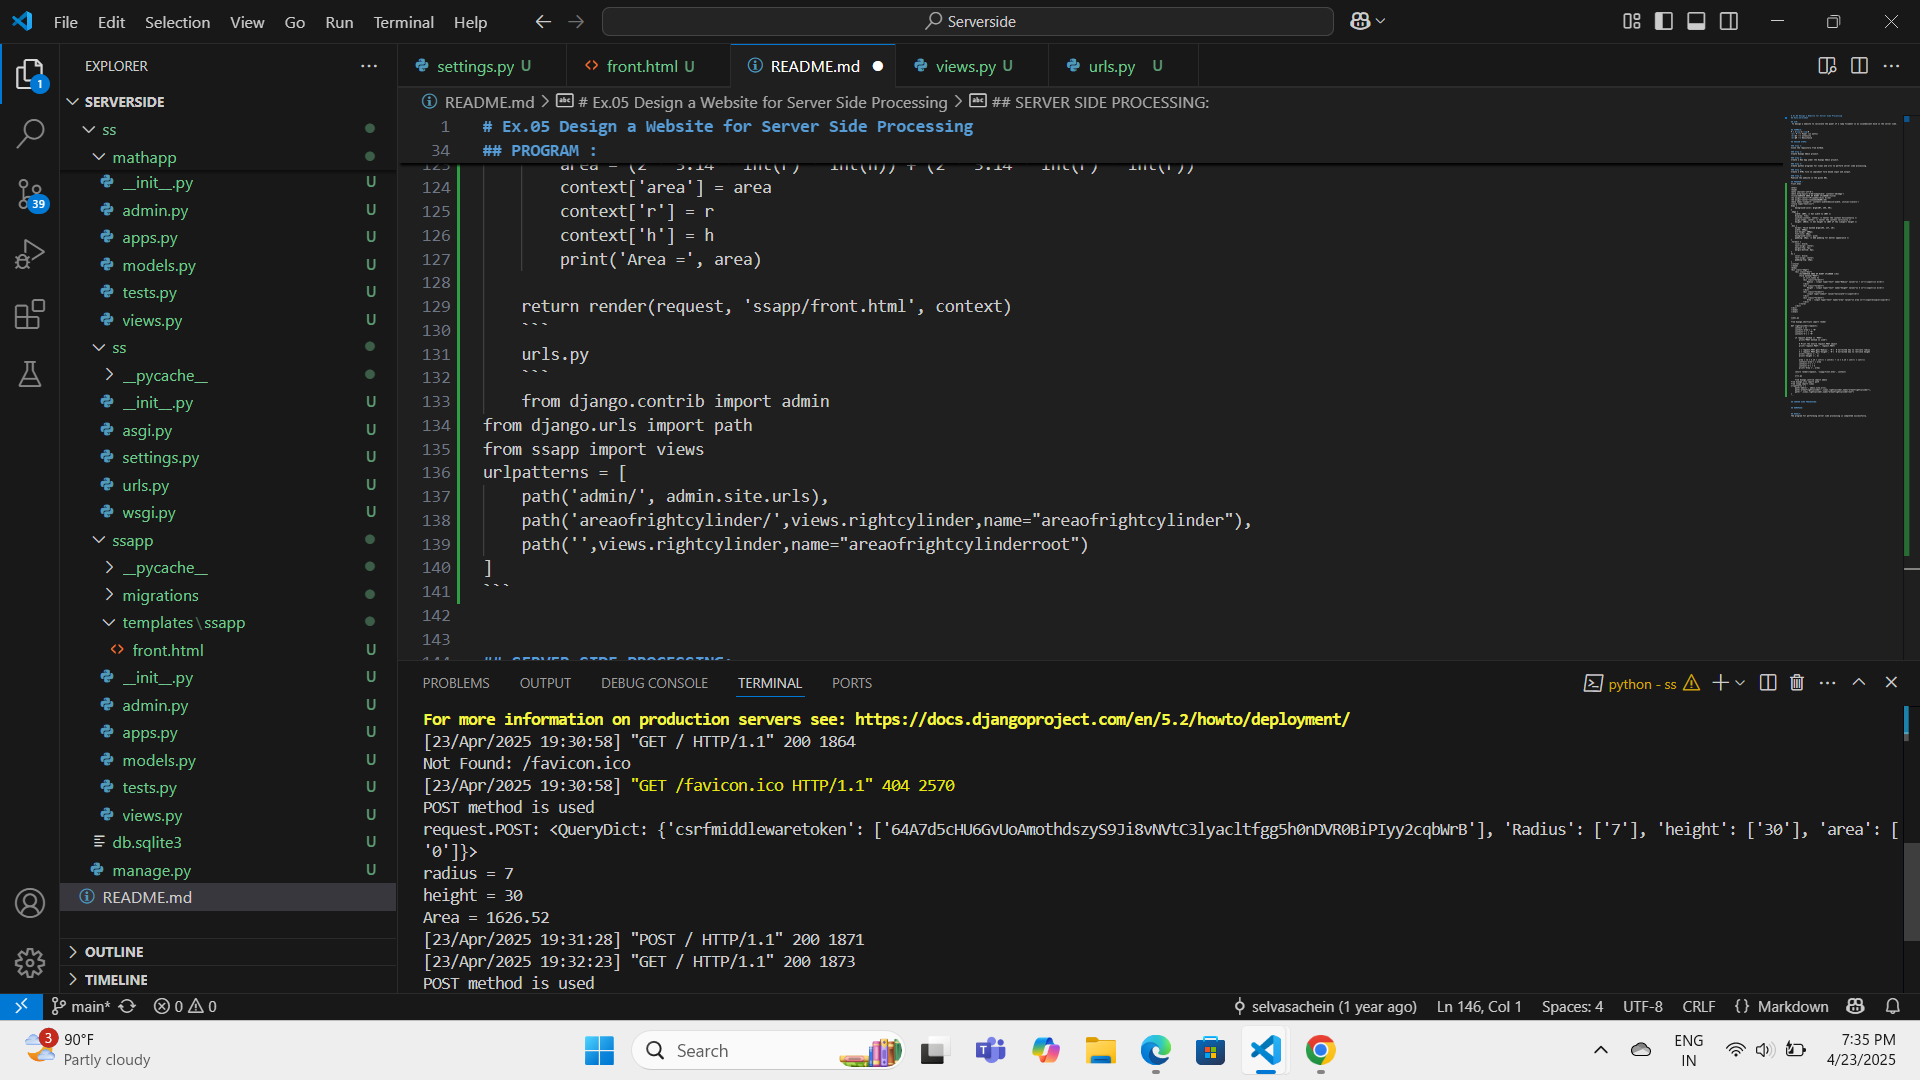 File Edit Selection View Go Run Terminal Help
Serverside
EXPLORER
1
39
SERVERSIDE
ss
mathapp
__init__.py U
admin.py U
apps.py U
models.py U
tests.py U
views.py U
ss
__pycache__
__init__.py U
asgi.py U
settings.py U
urls.py U
wsgi.py U
ssapp
__pycache__
migrations
templates\ssapp
front.html U
__init__.py U
admin.py U
apps.py U
models.py U
tests.py U
views.py U
db.sqlite3 U
manage.py U
README.md
OUTLINE
TIMELINE
settings.py U
front.html U
README.md
views.py U
urls.py U
README.md > # Ex.05 Design a Website for Server Side Processing > ## SERVER SIDE PROCESSING:
1 # Ex.05 Design a Website for Server Side Processing
34 ## PROGRAM :
124 context['area'] = area
125 context['r'] = r
126 context['h'] = h
127 print('Area =', area)
128
129 return render(request, 'ssapp/front.html', context)
130 ```
131 urls.py
132 ```
133 from django.contrib import admin
134 from django.urls import path
135 from ssapp import views
136 urlpatterns = [
137 path('admin/', admin.site.urls),
138 path('areaofrightcylinder/',views.rightcylinder,name="areaofrightcylinder"),
139 path('',views.rightcylinder,name="areaofrightcylinderroot")
140 ]
141 ```
142
143
PROBLEMS OUTPUT DEBUG CONSOLE TERMINAL PORTS
python - ss
For more information on production servers see: https://docs.djangoproject.com/en/5.2/howto/deployment/
[23/Apr/2025 19:30:58] "GET / HTTP/1.1" 200 1864
Not Found: /favicon.ico
[23/Apr/2025 19:30:58] "GET /favicon.ico HTTP/1.1" 404 2570
POST method is used
request.POST: <QueryDict: {'csrfmiddlewaretoken': ['64A7d5cHU6GvUoAmothdszyS9Ji8vNVtC3lyacltfgg5h0nDVR0BiPIyy2cqbWrB'], 'Radius': ['7'], 'height': ['30'], 'area': [
'0']}>
radius = 7
height = 30
Area = 1626.52
[23/Apr/2025 19:31:28] "POST / HTTP/1.1" 200 1871
[23/Apr/2025 19:32:23] "GET / HTTP/1.1" 200 1873
POST method is used
main* 0 0
selvasachein (1 year ago) Ln 146, Col 1 Spaces: 4 UTF-8 CRLF {} Markdown
3
90°F
Partly cloudy
Search
ENG
IN
7:35 PM
4/23/2025